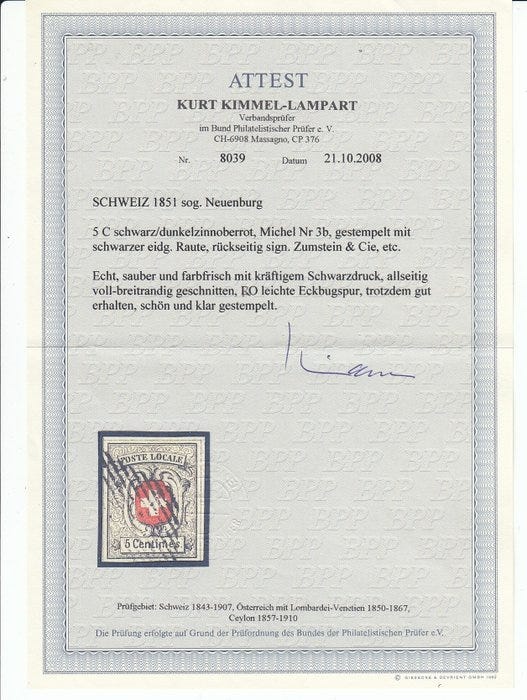 ATTEST
KURT KIMMEL-LAMPART
Verbandsprüfer
im Bund Philatelistischer Prüfer e. V.
CH-6908 Massagno, CP 376
Nr. 8039 Datum 21.10.2008
SCHWEIZ 1851 sog. Neuenburg
5 C schwarz/dunkelzinnoberrot, Michel Nr 3b, gestempelt mit
schwarzer eidg. Raute, rückseitig sign. Zumstein & Cie, etc.
Echt, sauber und farbfrisch mit kräftigem Schwarzdruck, allseitig
voll-breitrandig geschnitten, RO leichte Eckbugspur, trotzdem gut
erhalten, schön und klar gestempelt.
POSTE LOCALE
5 Centimes.
Prüfgebiet: Schweiz 1843-1907, Österreich mit Lombardei-Venetien 1850-1867,
Ceylon 1857-1910
Die Prüfung erfolgte auf Grund der Prüfordnung des Bundes der Philatelistischen Prüfer e.V.
© GIESECKE & DEVRIENT GMBH 1992